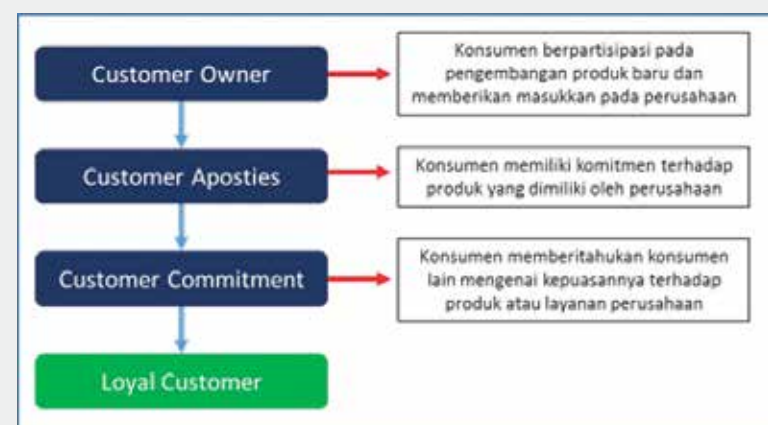 Customer Owner
Konsumen berpartisipasi pada
pengembangan produk baru dan
memberikan masukkan pada perusahaan
Customer Aposties
Konsumen memiliki komitmen terhadap
produk yang dimiliki oleh perusahaan
Customer Commitment
Konsumen memberitahukan konsumen
lain mengenai kepuasannya terhadap
produk atau layanan perusahaan
Loyal Customer